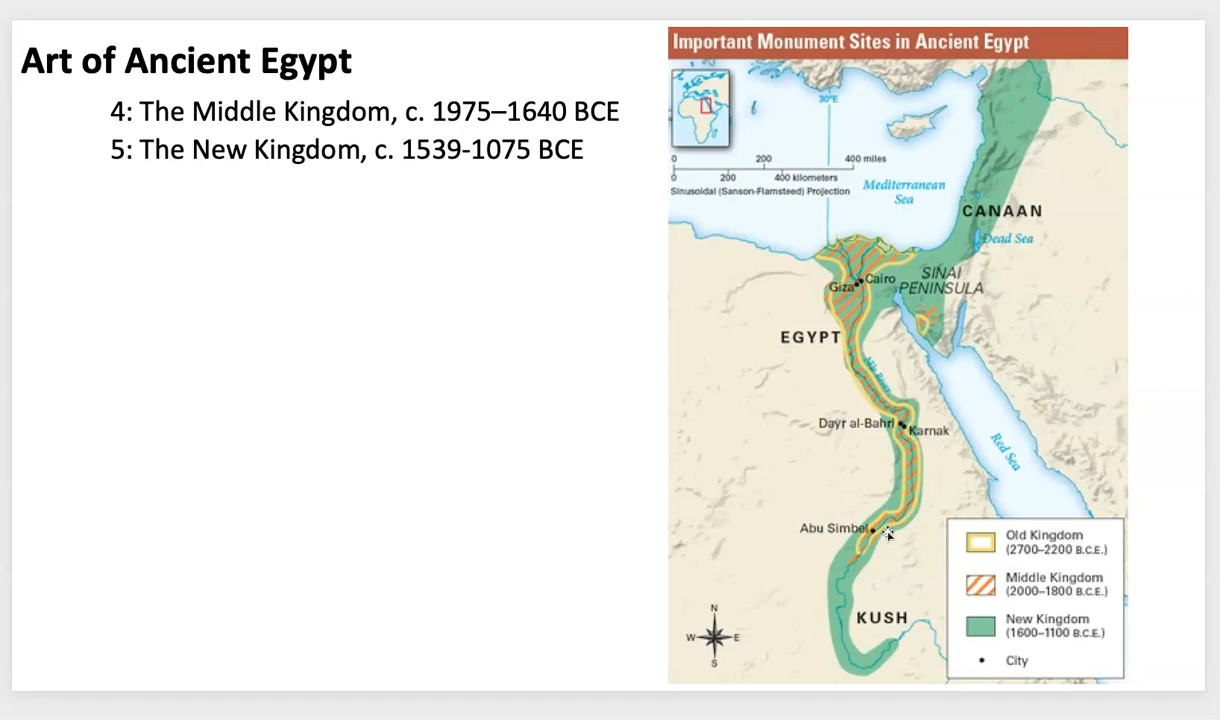 Art of Ancient Egypt
4: The Middle Kingdom, c. 1975–1640 BCE
5: The New Kingdom, c. 1539-1075 BCE
Important Monument Sites in Ancient Egypt
30°E
0 200 400 miles
0 200 400 kilometers
Sinusoidal (Sanson-Flamsteed) Projection
Mediterranean
Sea
CANAAN
Dead Sea
SINAI
PENINSULA
Cairo
Giza
EGYPT
Nile River
Dayr al-Bahri
Karnak
Red Sea
Abu Simbel
KUSH
N
W E
S
Old Kingdom
(2700–2200 B.C.E.)
Middle Kingdom
(2000–1800 B.C.E.)
New Kingdom
(1600–1100 B.C.E.)
City